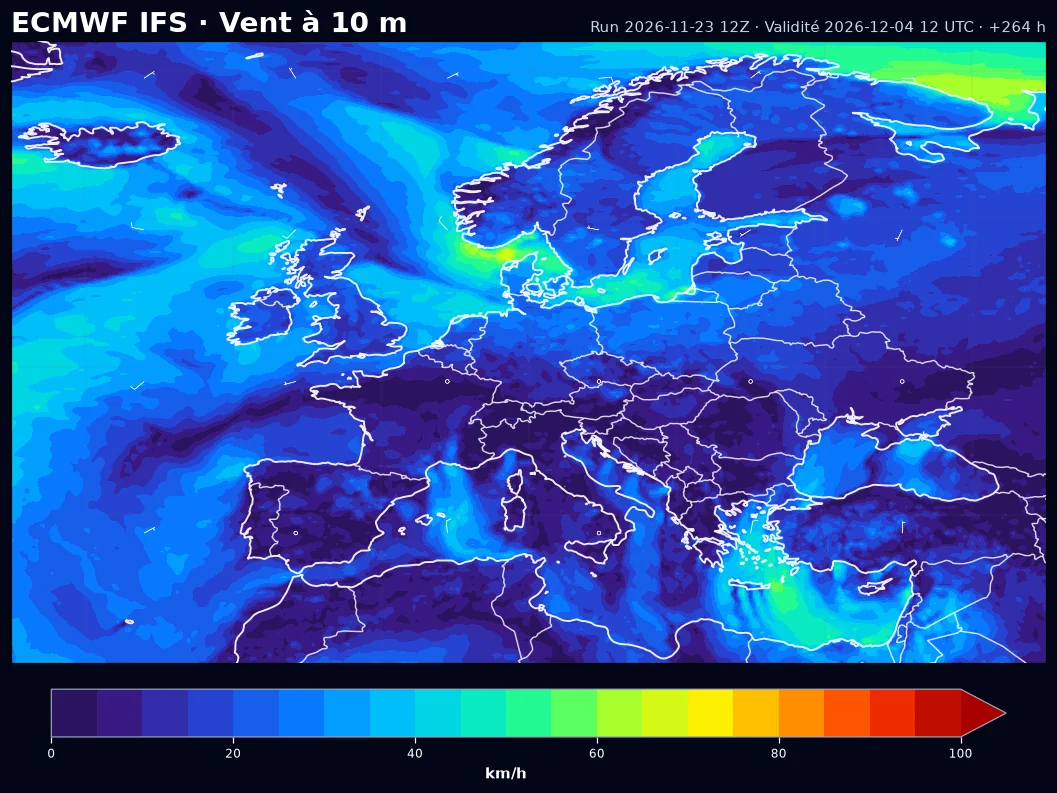 ECMWF IFS · Vent à 10 m
Run 2026-11-23 12Z · Validité 2026-12-04 12 UTC · +264 h
0 20 40 60 80 100
km/h